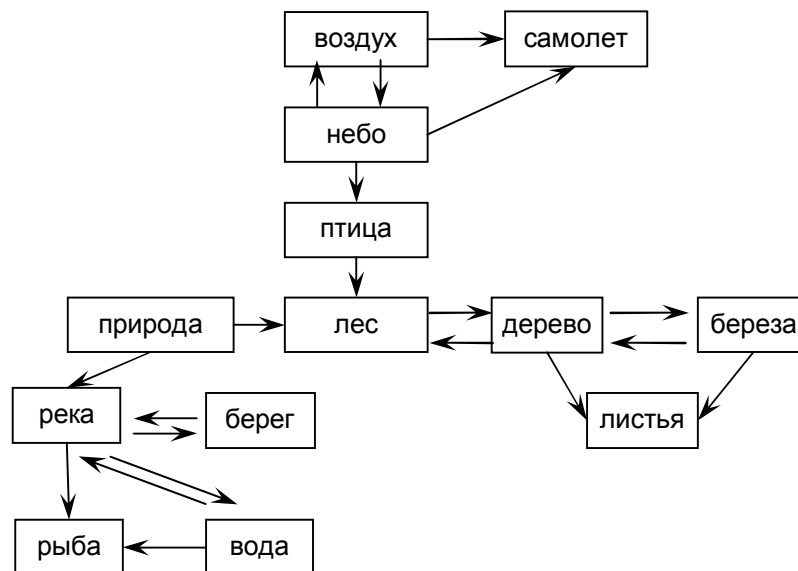 воздух
самолет
небо
птица
природа
лес
дерево
береза
река
берег
листья
рыба
вода